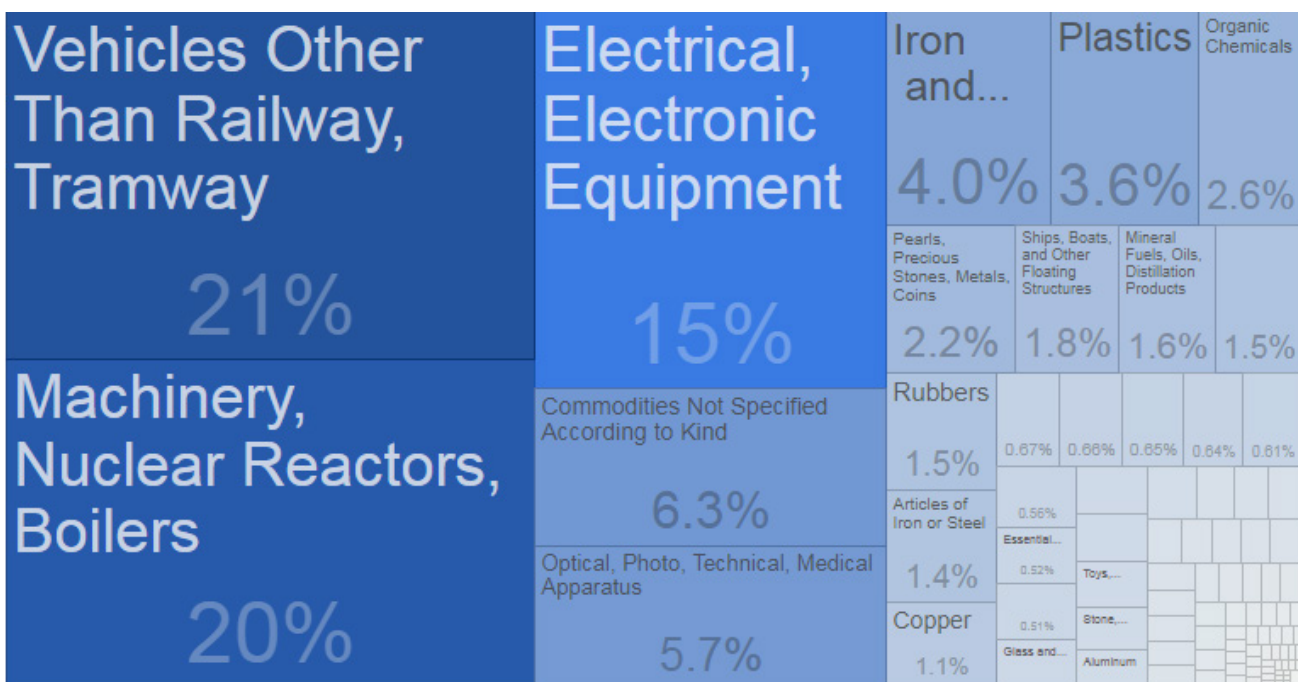 Vehicles Other
Than Railway,
Tramway
21%
Machinery,
Nuclear Reactors,
Boilers
20%
Electrical,
Electronic
Equipment
15%
Commodities Not Specified
According to Kind
6.3%
Optical, Photo, Technical, Medical
Apparatus
5.7%
Iron
and...
4.0%
Plastics
3.6%
Organic
Chemicals
2.6%
Pearls,
Precious
Stones, Metals,
Coins
2.2%
Ships, Boats,
and Other
Floating
Structures
1.8%
Mineral
Fuels, Oils,
Distillation
Products
1.6%
1.5%
Rubbers
1.5%
Articles of
Iron or Steel
1.4%
Copper
1.1%
0.67%
0.66%
0.65%
0.64%
0.61%
0.56%
Essential...
0.52%
0.51%
Glass and...
Toys,...
Stone,...
Aluminum